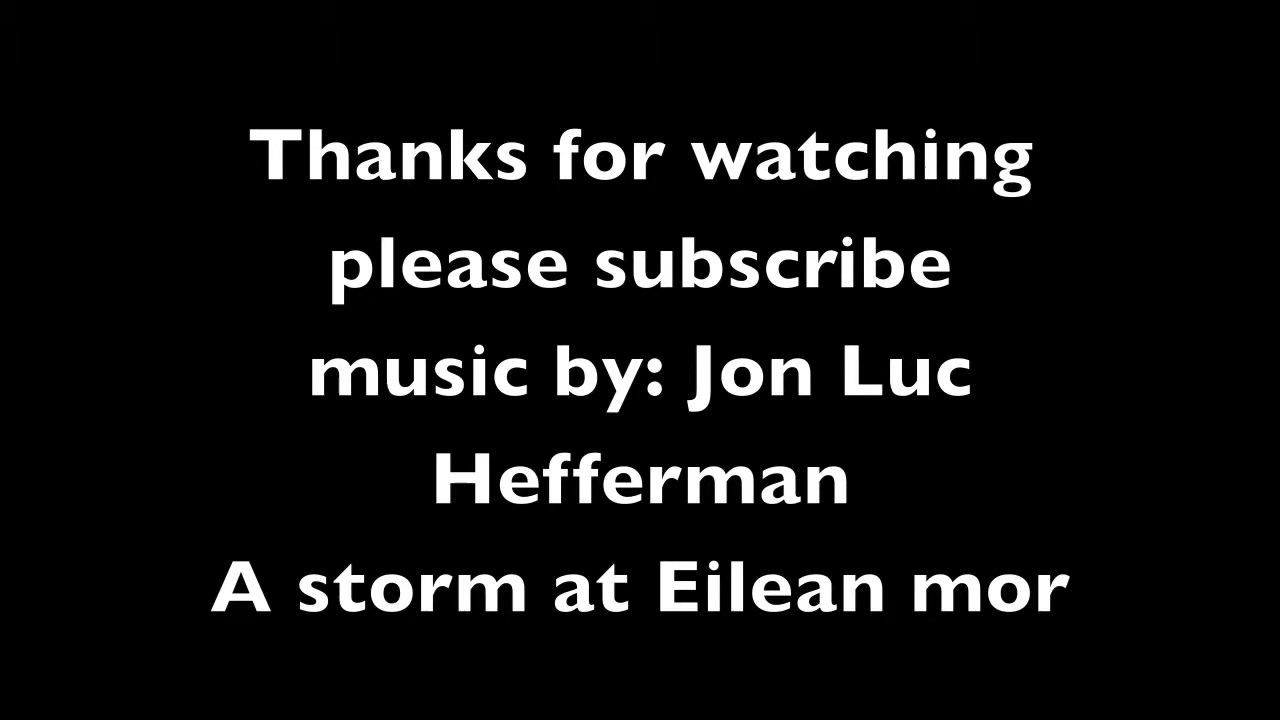 Thanks for watching
please subscribe
music by: Jon Luc
Hefferman
A storm at Eilean mor